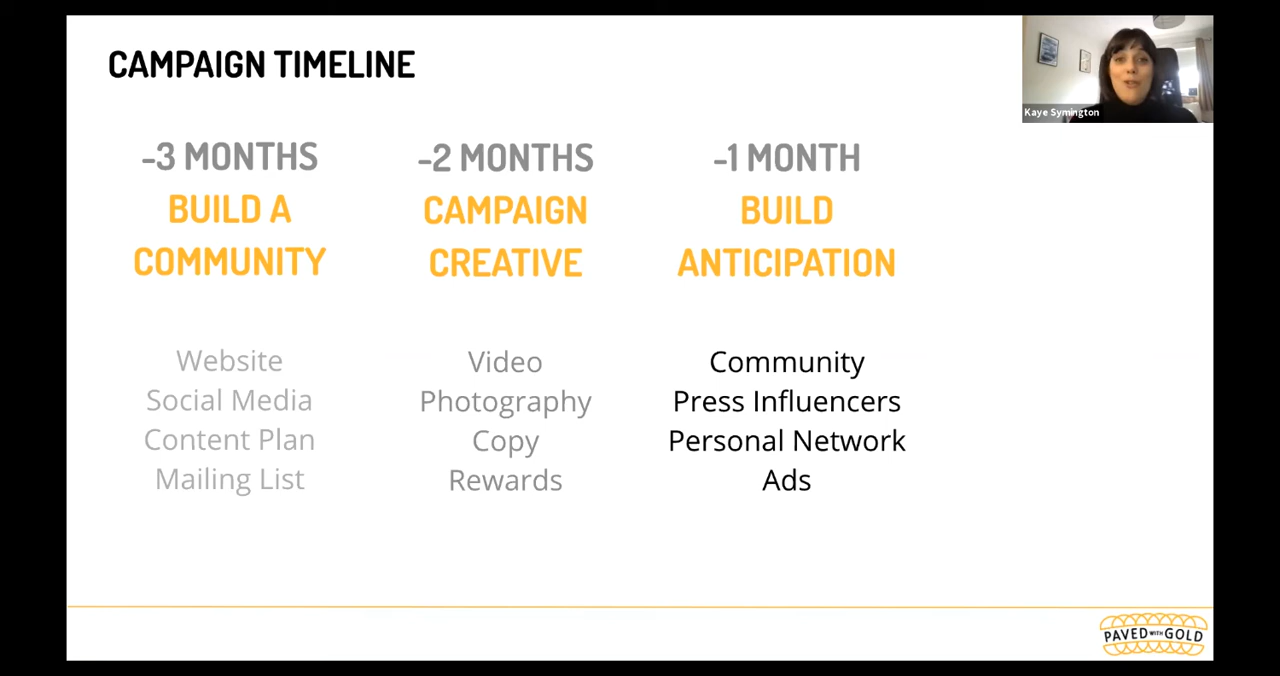 CAMPAIGN TIMELINE
Kaye Symington
-3 MONTHS
BUILD A
COMMUNITY
Website
Social Media
Content Plan
Mailing List
-2 MONTHS
CAMPAIGN
CREATIVE
Video
Photography
Copy
Rewards
-1 MONTH
BUILD
ANTICIPATION
Community
Press Influencers
Personal Network
Ads
PAVED WITH GOLD